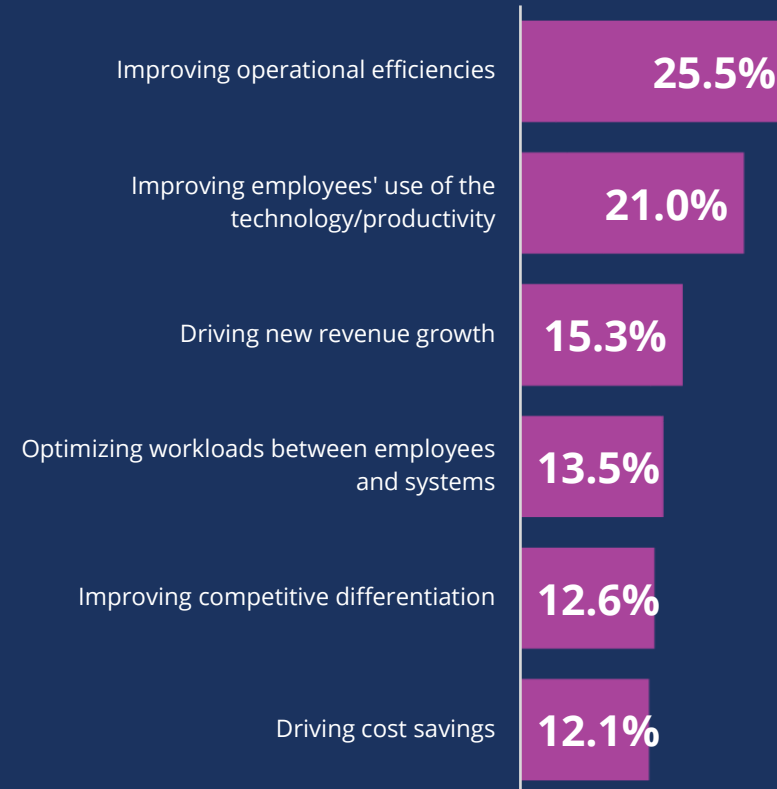 Improving operational efficiencies
25.5%
Improving employees' use of the
technology/productivity
21.0%
Driving new revenue growth
15.3%
Optimizing workloads between employees
and systems
13.5%
Improving competitive differentiation
12.6%
Driving cost savings
12.1%